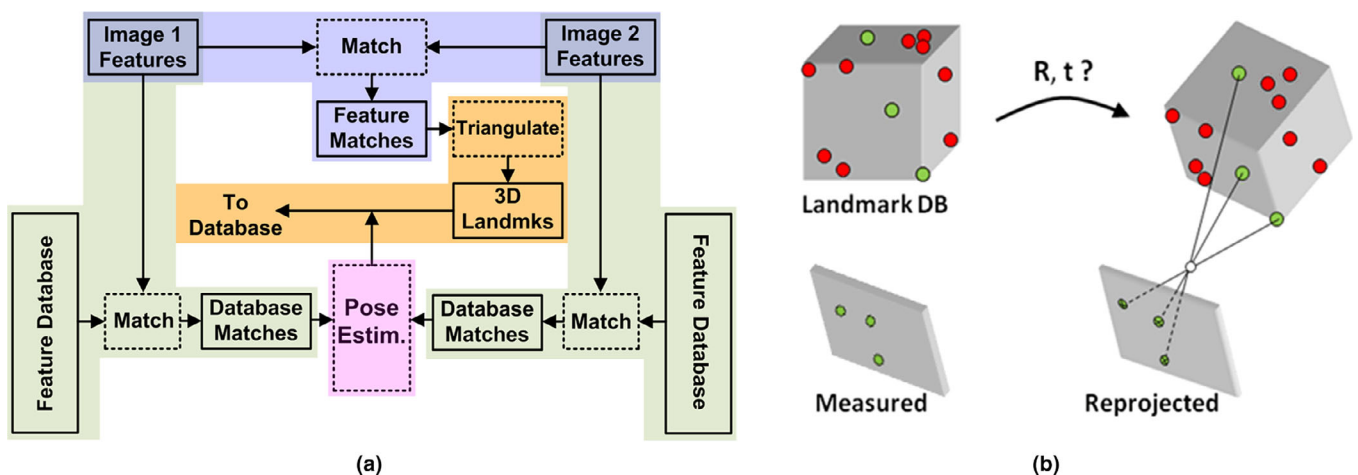 Image 1
Features
Match
Image 2
Features
Feature
Matches
Triangulate
3D
Landmks
To
Database
Feature Database
Match
Database
Matches
Pose
Estim.
Database
Matches
Match
Feature Database
(a)
R, t ?
Landmark DB
Measured
Reprojected
(b)